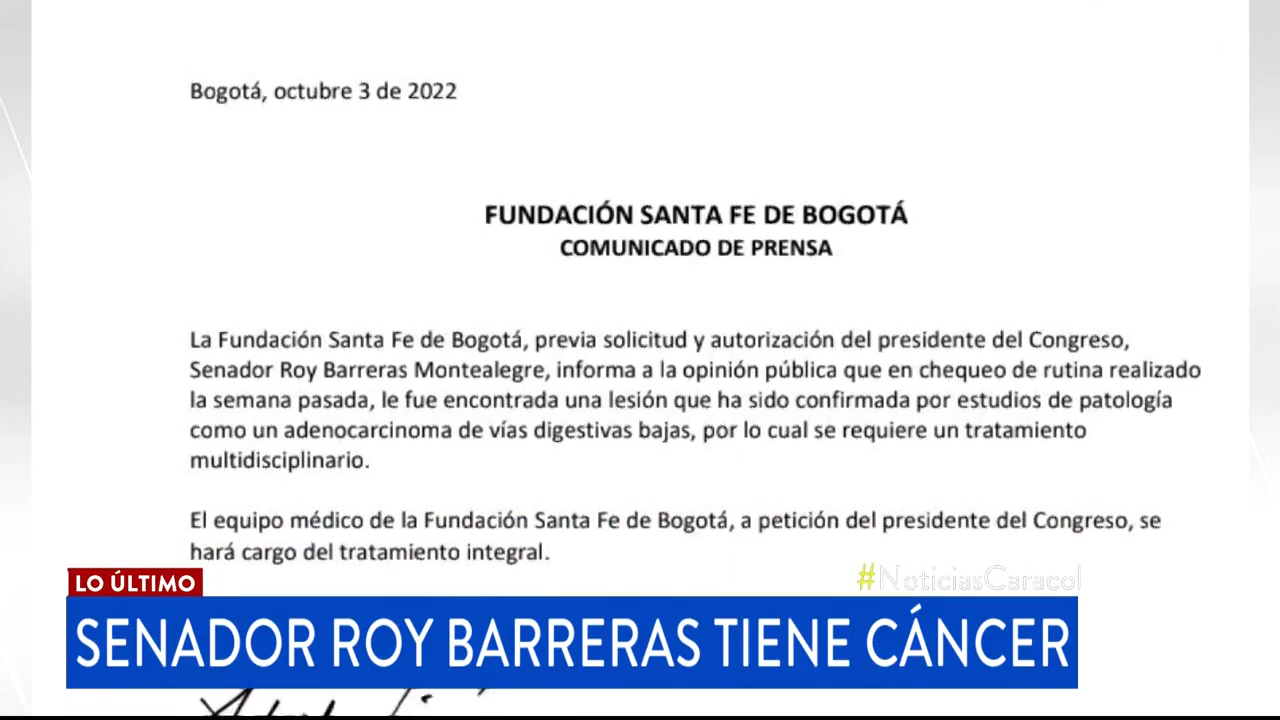 Bogotá, octubre 3 de 2022
FUNDACIÓN SANTA FE DE BOGOTÁ
COMUNICADO DE PRENSA
La Fundación Santa Fe de Bogotá, previa solicitud y autorización del presidente del Congreso,
Senador Roy Barreras Montealegre, informa a la opinión pública que en chequeo de rutina realizado
la semana pasada, le fue encontrada una lesión que ha sido confirmada por estudios de patología
como un adenocarcinoma de vías digestivas bajas, por lo cual se requiere un tratamiento
multidisciplinario.
El equipo médico de la Fundación Santa Fe de Bogotá, a petición del presidente del Congreso, se
hará cargo del tratamiento integral.
LO ÚLTIMO
#NoticiasCaracol
SENADOR ROY BARRERAS TIENE CÁNCER